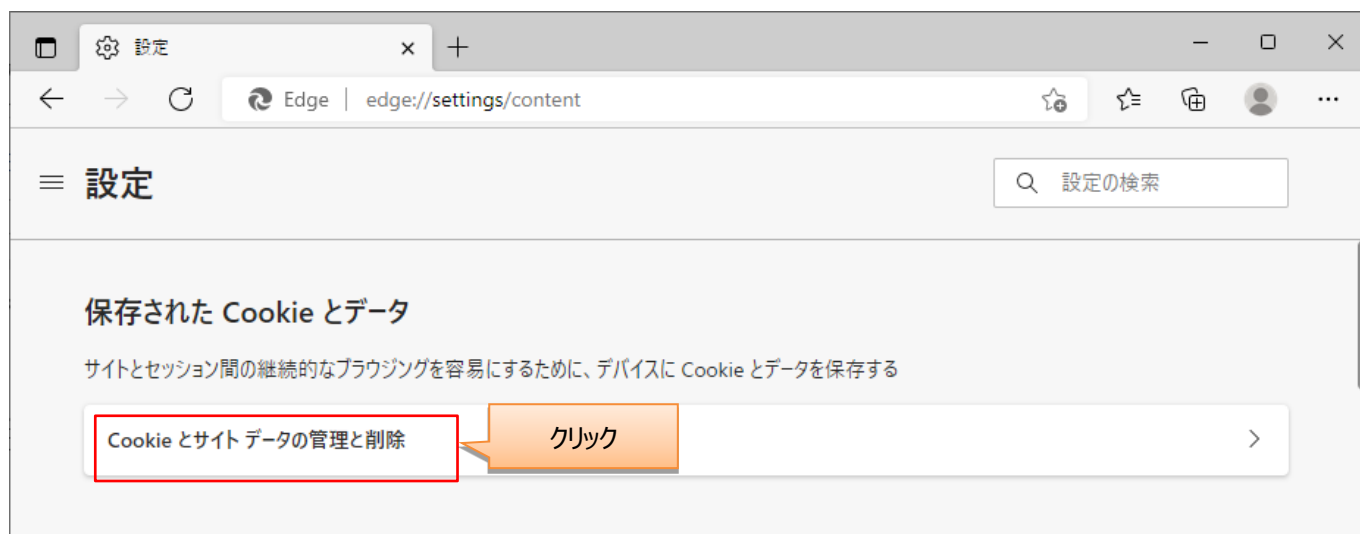 設定
Edge | edge://settings/content
設定
設定の検索
保存された Cookie とデータ
サイトとセッション間の継続的なブラウジングを容易にするために、デバイスに Cookie とデータを保存する
Cookie とサイト データの管理と削除
クリック